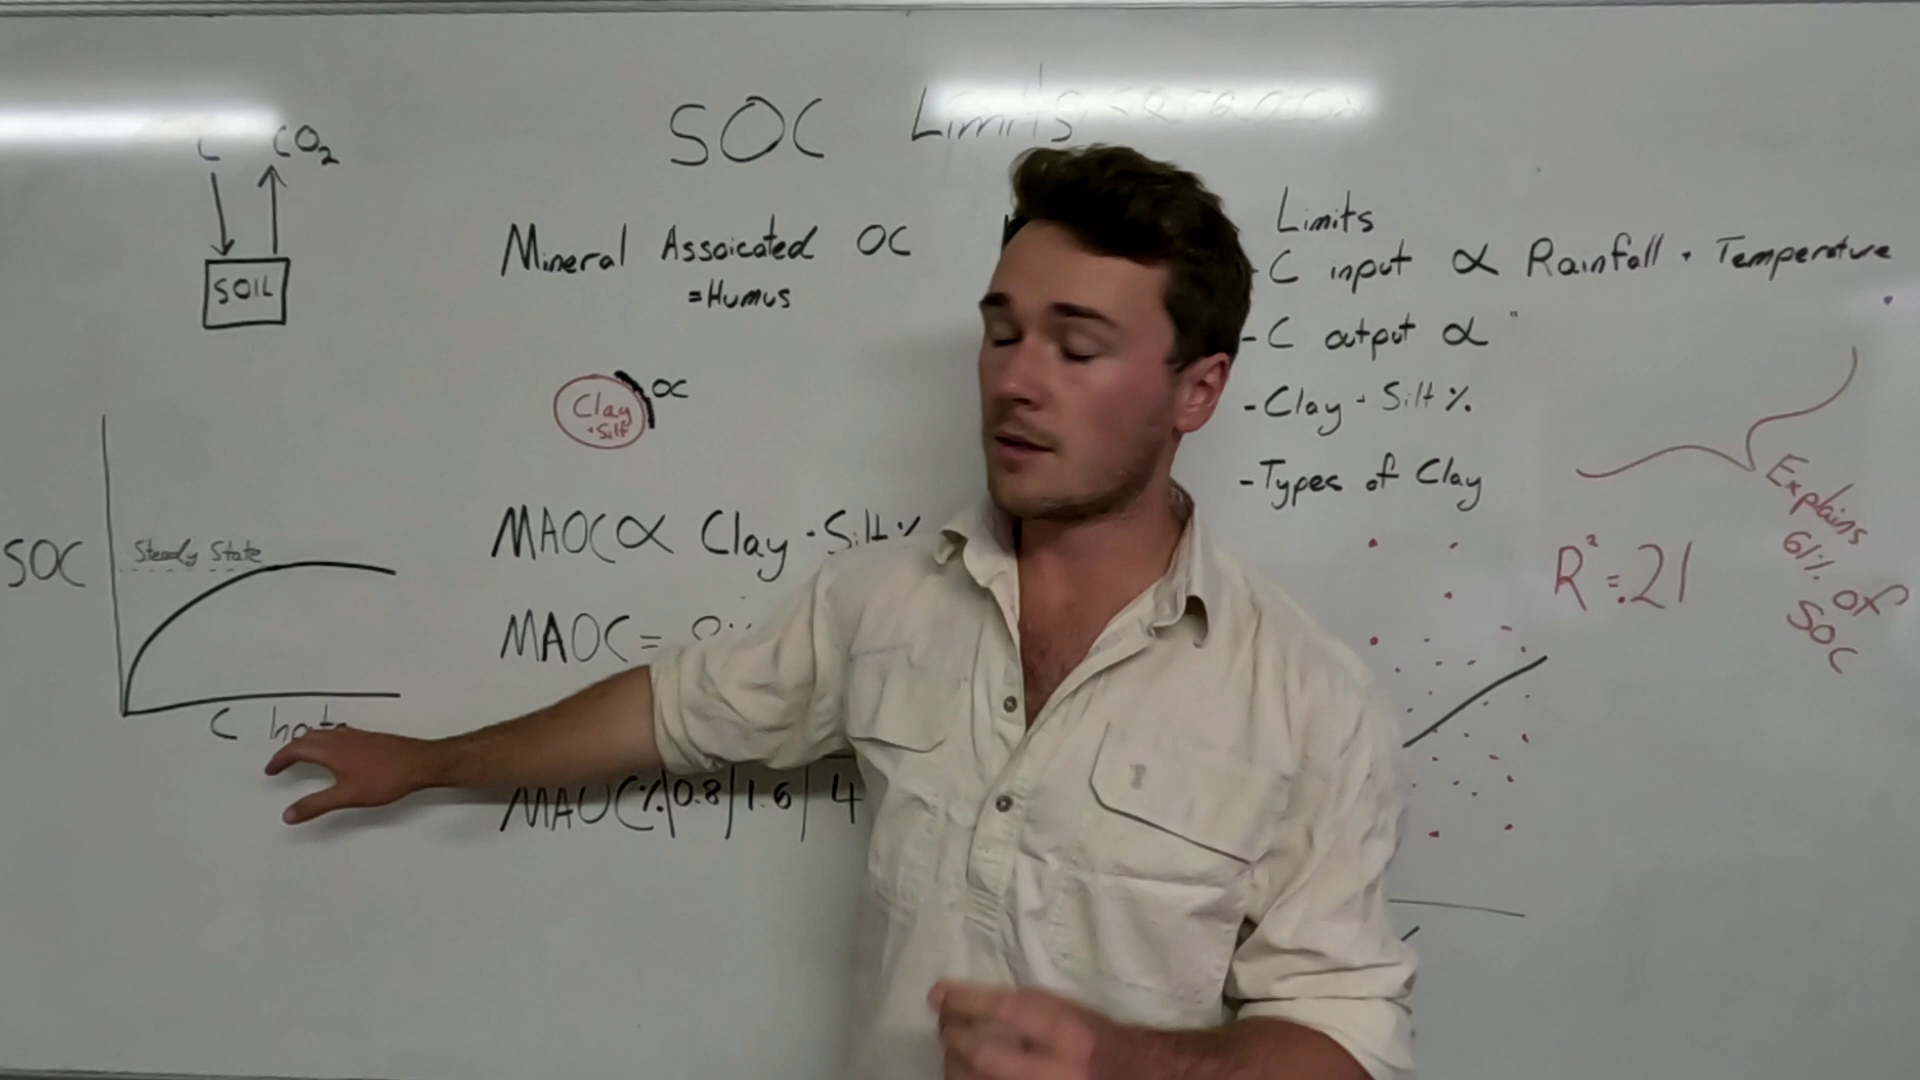 SOC Limits
C CO2
SOIL
Mineral Assoicated OC
=Humus
Clay
+Silt
OC
MAOC ∝ Clay + Silt %
MAOC =
MAOC% | 0.8 | 1.6 | 4
SOC
Steady State
C
Limits
- C input ∝ Rainfall + Temperature
- C output ∝ "
- Clay + Silt %
- Types of Clay
R² = .21
Explains
61% of
SOC